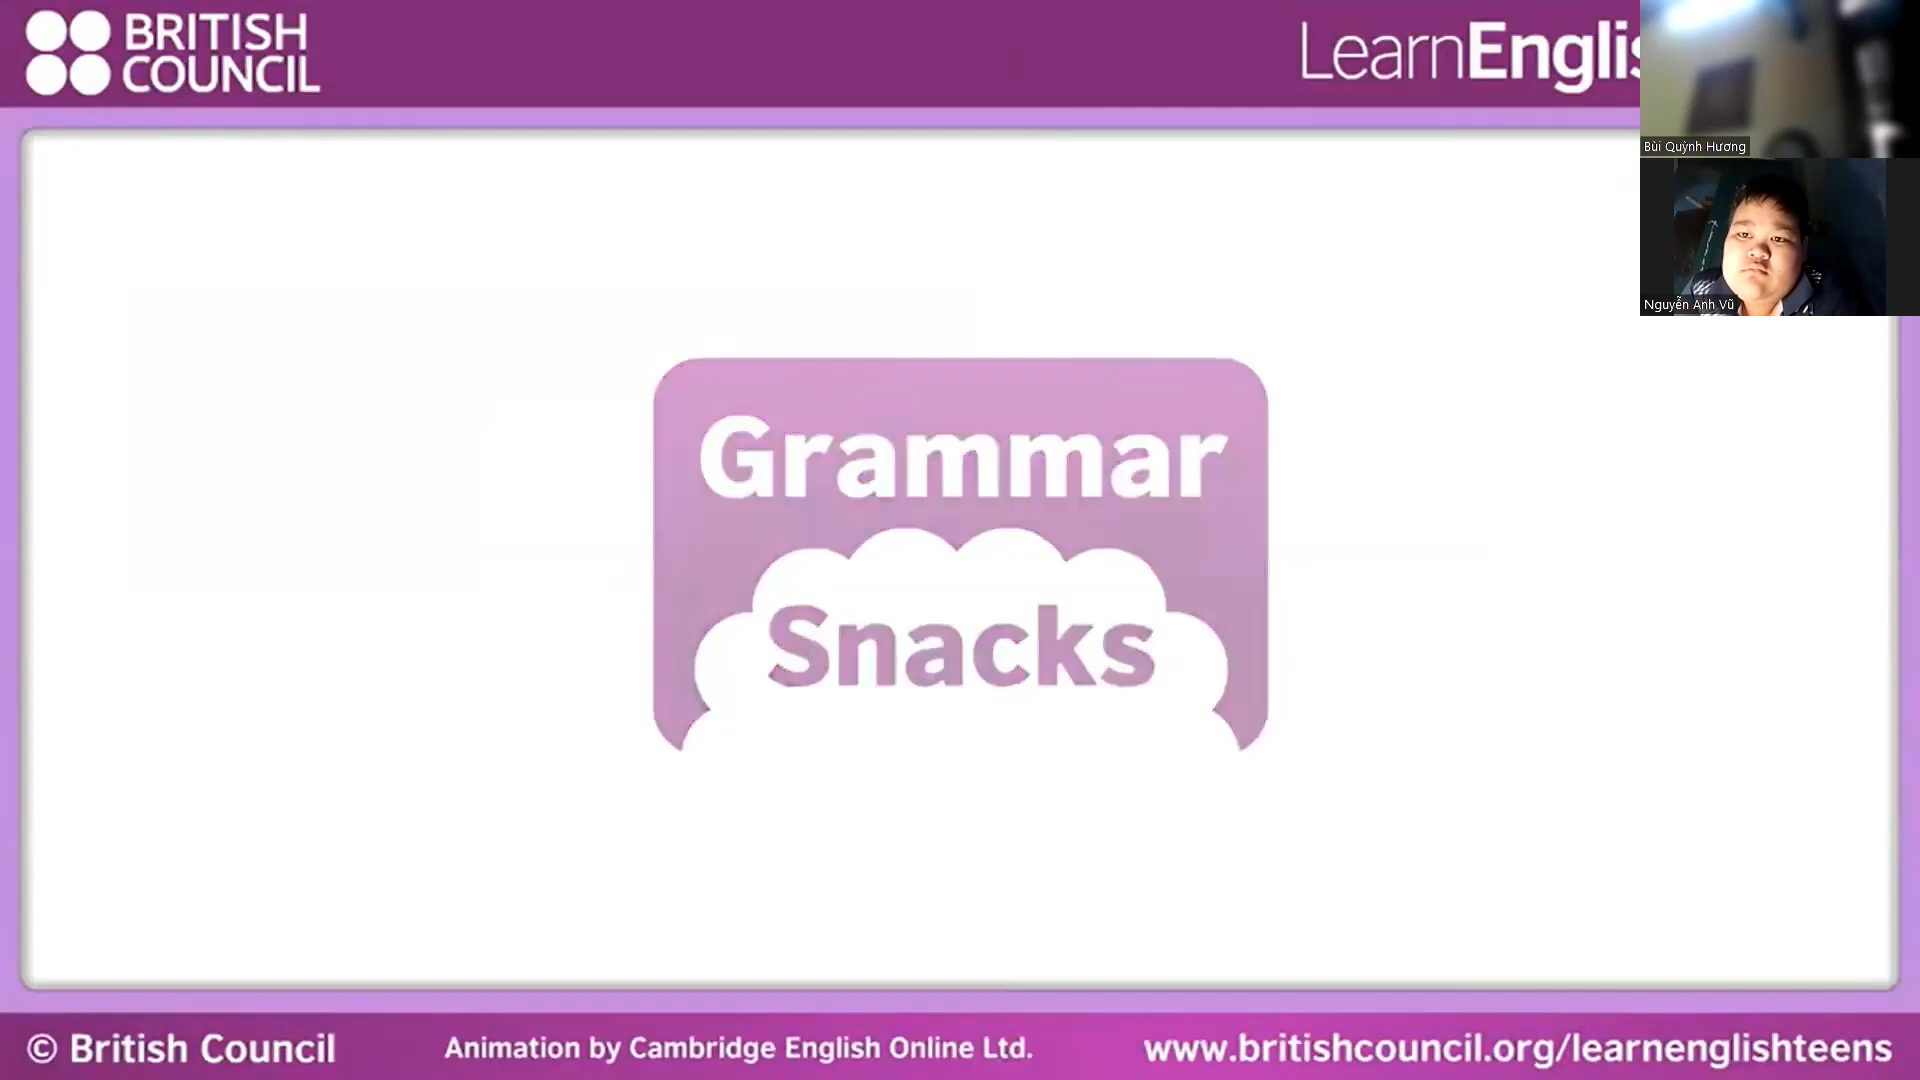 BRITISH
COUNCIL
LearnEnglis
Bùi Quỳnh Hương
Nguyễn Anh Vũ
Grammar
Snacks
© British Council
Animation by Cambridge English Online Ltd.
www.britishcouncil.org/learnenglishteens